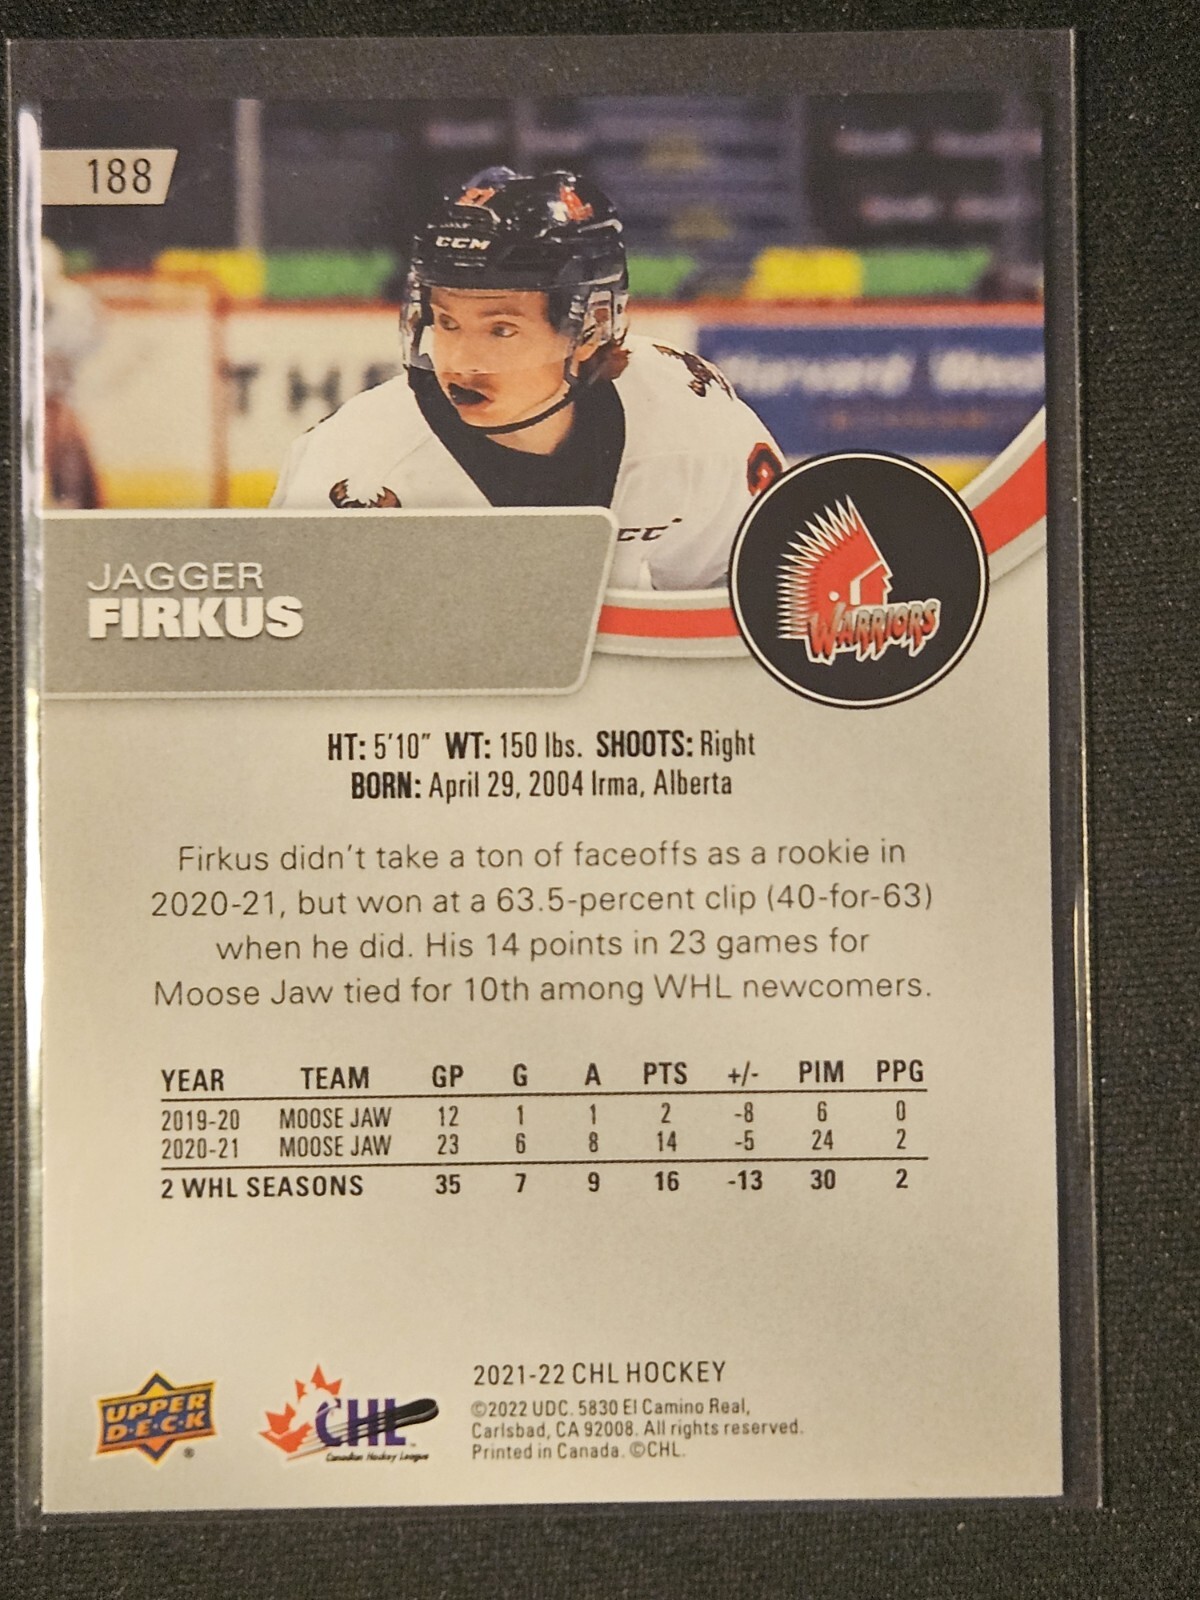 188
CCM
THE
Harvard
JAGGER
FIRKUS
WARRIORS
HT: 5'10" WT: 150 lbs. SHOOTS: Right
BORN: April 29, 2004 Irma, Alberta
Firkus didn't take a ton of faceoffs as a rookie in
2020-21, but won at a 63.5-percent clip (40-for-63)
when he did. His 14 points in 23 games for
Moose Jaw tied for 10th among WHL newcomers.
YEAR TEAM GP G A PTS +/- PIM PPG
2019-20 MOOSE JAW 12 1 1 2 -8 6 0
2020-21 MOOSE JAW 23 6 8 14 -5 24 2
2 WHL SEASONS 35 7 9 16 -13 30 2
UPPER
D•E•C•K
®
CHL
Canadian Hockey League
2021-22 CHL HOCKEY
©2022 UDC. 5830 El Camino Real,
Carlsbad, CA 92008. All rights reserved.
Printed in Canada. ©CHL.